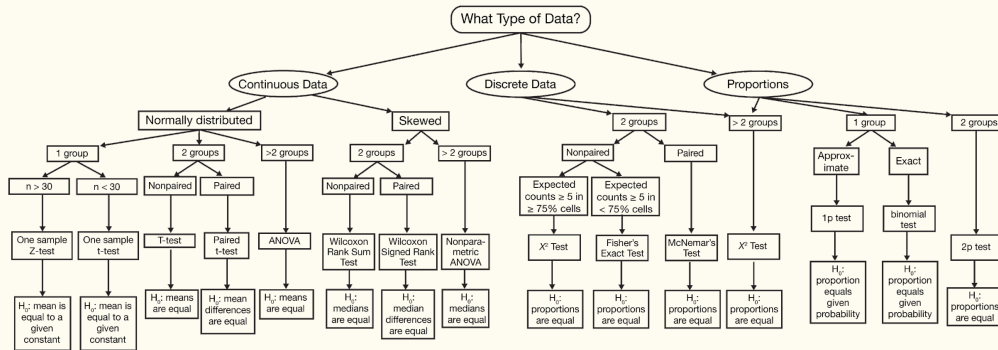 What Type of Data?
Continuous Data
Discrete Data
Proportions
Normally distributed
Skewed
2 groups
> 2 groups
1 group
2 groups
1 group
2 groups
>2 groups
2 groups
> 2 groups
Nonpaired
Paired
Approx-
imate
Exact
n > 30
n < 30
Nonpaired
Paired
Nonpaired
Paired
Expected
counts ≥ 5 in
≥ 75% cells
Expected
counts ≥ 5 in
< 75% cells
1p test
binomial
test
One sample
Z-test
One sample
t-test
T-test
Paired
t-test
ANOVA
Wilcoxon
Rank Sum
Test
Wilcoxon
Signed Rank
Test
Nonpara-
metric
ANOVA
X² Test
Fisher's
Exact Test
McNemar's
Test
X² Test
2p test
H₀: mean is
equal to a
given
constant
H₀: mean is
equal to a
given
constant
H₀: means
are equal
H₀: mean
differences
are equal
H₀: means
are equal
H₀:
medians
are equal
H₀:
median
differences
are equal
H₀:
medians
are equal
H₀:
proportions
are equal
H₀:
proportions
are equal
H₀:
proportions
are equal
H₀:
proportions
are equal
H₀:
proportion
equals
given
probability
H₀:
proportion
equals
given
probability
H₀:
proportions
are equal